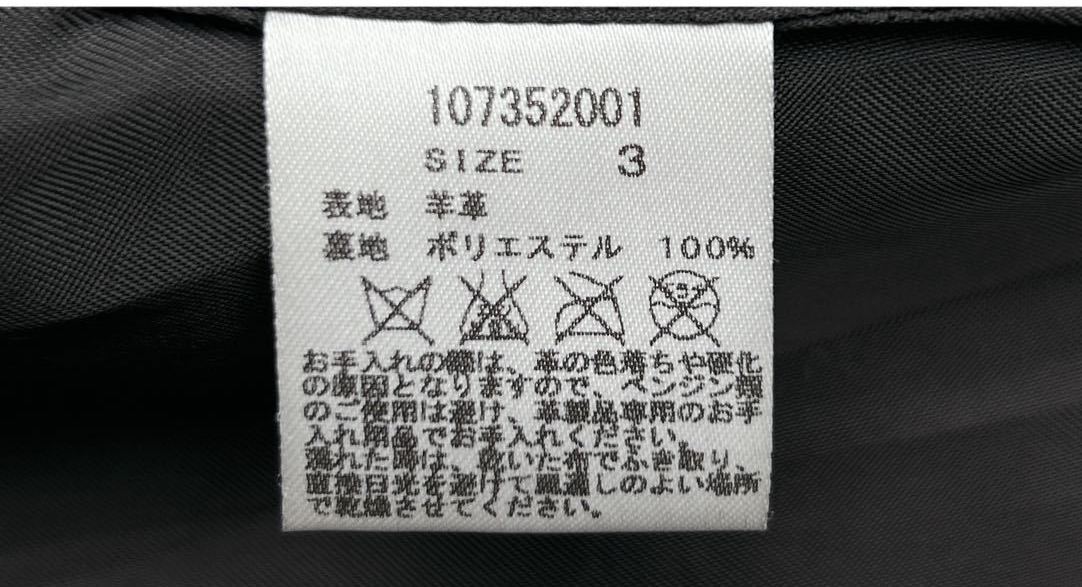 107352001
SIZE 3
表地 羊革
裏地 ポリエステル 100%
お手入れの際は、革の色落ちや硬化
の原因となりますので、ベンジン類
のご使用は避け、革製品専用のお手
入れ用品でお手入れください。
濡れた時は、乾いた布でふき取り、
直接日光を避けて風通しのよい場所
で乾燥させてください。